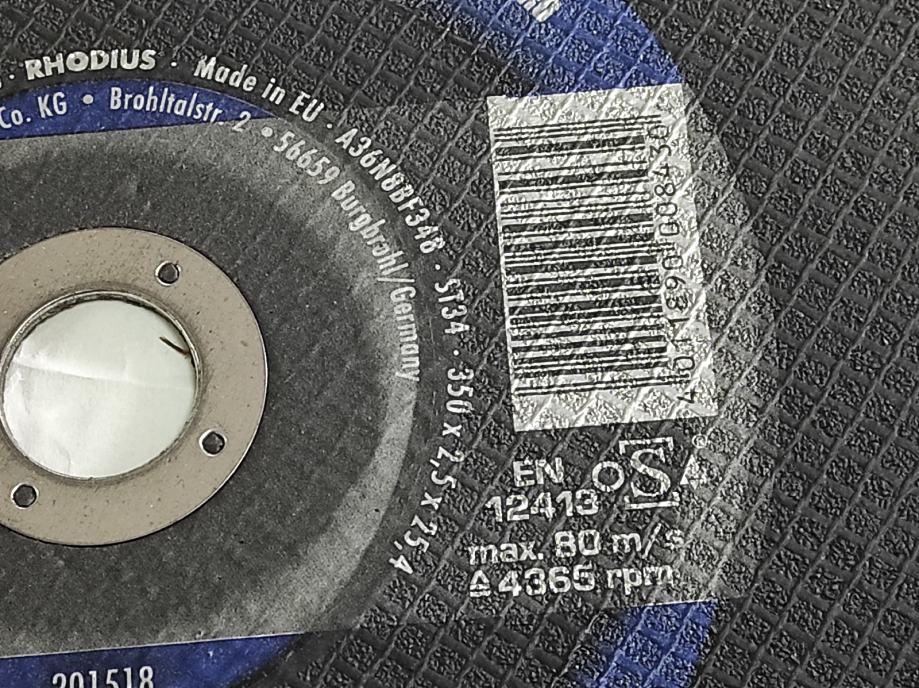 RHODIUS · Made in EU · A36N8BF348 · ST34 · 350 x 2,5 x 25,4
Co. KG • Brohltalstr. 2 • 56659 Burgbrohl/Germany
EN
12413
oSA®
max. 80 m/s
≙ 4365 rpm
201518